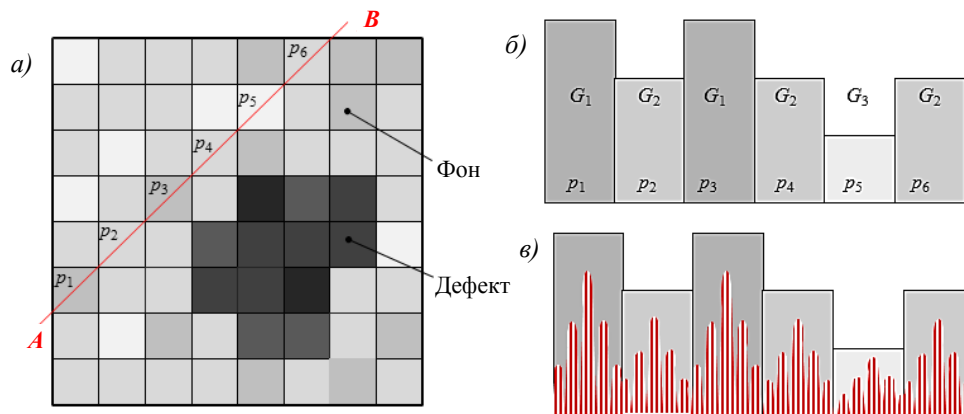 а)
A
B
p1
p2
p3
p4
p5
p6
Фон
Дефект
б)
G1 G2 G1 G2 G3 G2
p1 p2 p3 p4 p5 p6
в)